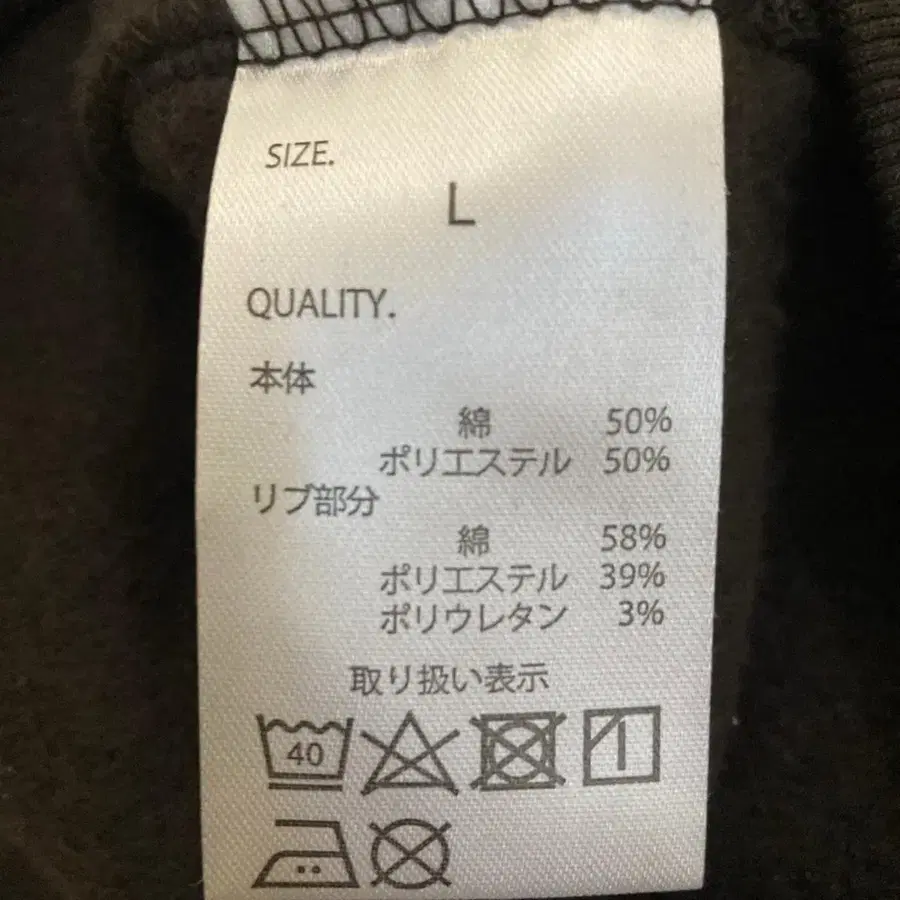 SIZE.
L
QUALITY.
本体
綿 50%
ポリエステル 50%
リブ部分
綿 58%
ポリエステル 39%
ポリウレタン 3%
取り扱い表示
40